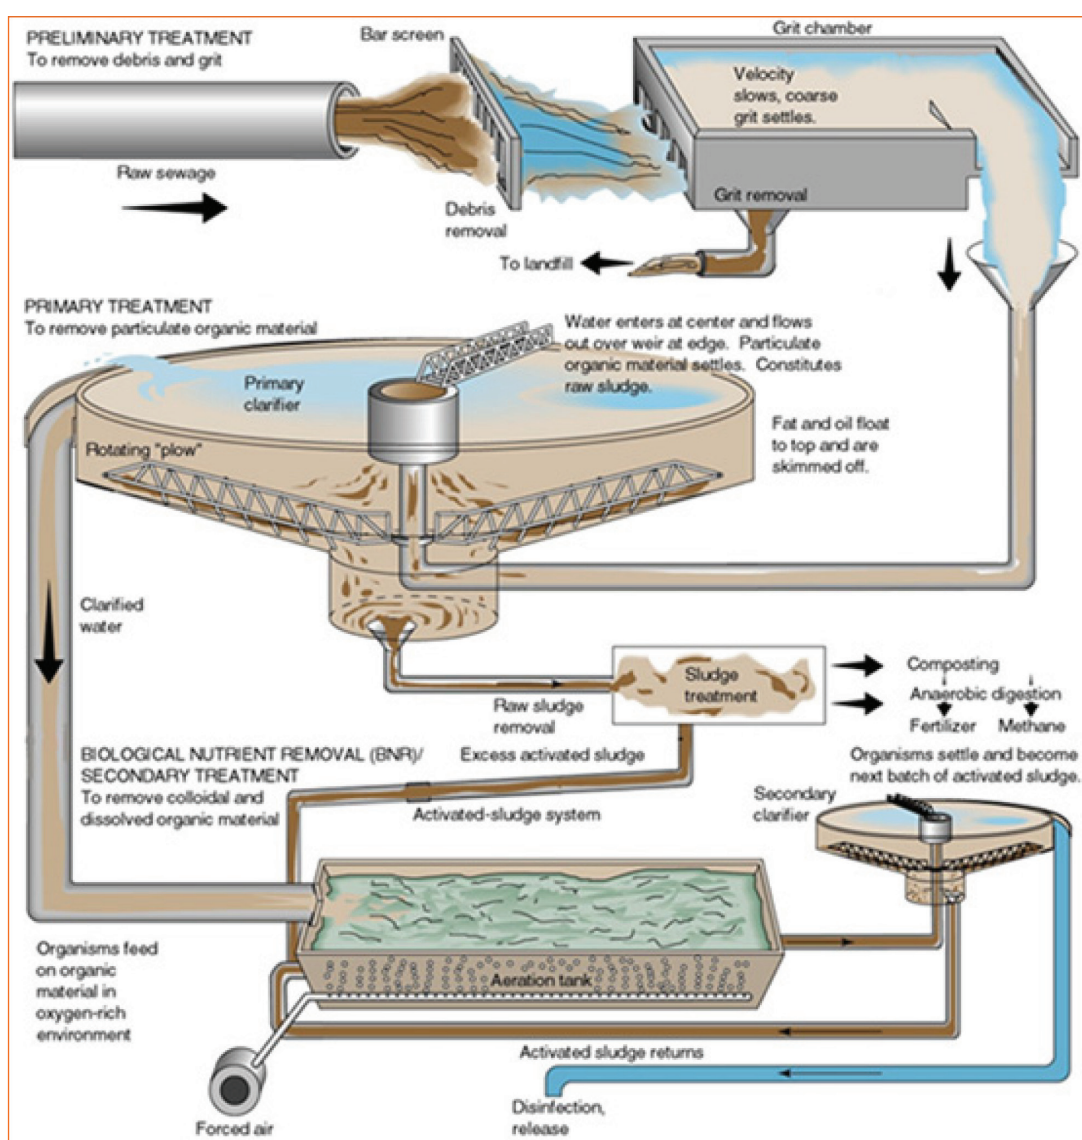 PRELIMINARY TREATMENT
To remove debris and grit
Bar screen
Grit chamber
Velocity
slows, coarse
grit settles.
Raw sewage
Debris
removal
Grit removal
To landfill
PRIMARY TREATMENT
To remove particulate organic material
Water enters at center and flows
out over weir at edge. Particulate
organic material settles. Constitutes
raw sludge.
Primary
clarifier
Fat and oil float
to top and are
skimmed off.
Rotating "plow"
Clarified
water
Raw sludge
removal
Sludge
treatment
Composting
Anaerobic digestion
Fertilizer
Methane
BIOLOGICAL NUTRIENT REMOVAL (BNR)/
SECONDARY TREATMENT
To remove colloidal and
dissolved organic material
Excess activated sludge
Activated-sludge system
Organisms settle and become
next batch of activated sludge.
Secondary
clarifier
Organisms feed
on organic
material in
oxygen-rich
environment
Aeration tank
Activated sludge returns
Forced air
Disinfection,
release